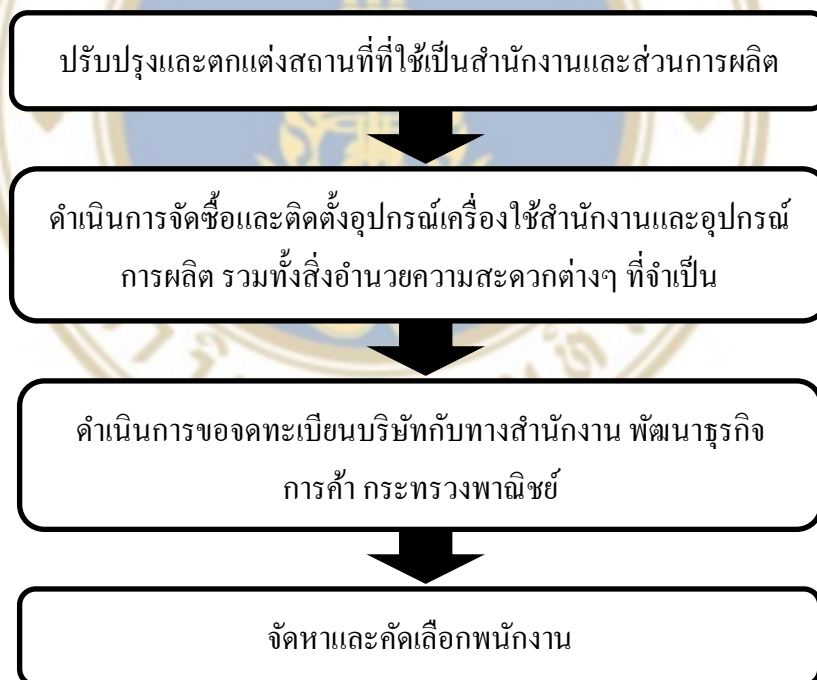 ปรับปรุงและตกแต่งสถานที่ที่ใช้เป็นสำนักงานและส่วนการผลิต
ดำเนินการจัดซื้อและติดตั้งอุปกรณ์เครื่องใช้สำนักงานและอุปกรณ์
การผลิต รวมทั้งสิ่งอำนวยความสะดวกต่างๆ ที่จำเป็น
ดำเนินการขอจดทะเบียนบริษัทกับทางสำนักงาน พัฒนาธุรกิจ
การค้า กระทรวงพาณิชย์
จัดหาและคัดเลือกพนักงาน